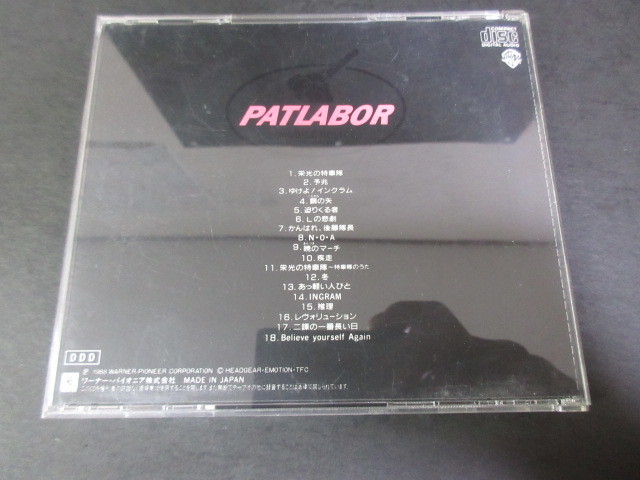 COMPACT
disc
DIGITAL AUDIO
PATLABOR
1. 栄光の特車隊
2. 予兆
3. ゆけよ!インクラム
4. 鋼の矢
5. 迫りくる者
6. Lの悲劇
7. かんばれ、後藤隊長
8. N・O・A
9. 暁のマーチ
10. 疾走
11. 栄光の特車隊~特車隊のうた
12. 冬
13. あっ軽い人びと
14. INGRAM
15. 推理
16. レヴォリューション
17. 二課の一番長い日
18. Believe yourself Again
DDD
℗ 1988 WARNER-PIONEER CORPORATION © HEADGEAR・EMOTION・TFC
ワーナー・パイオニア株式会社 MADE IN JAPAN